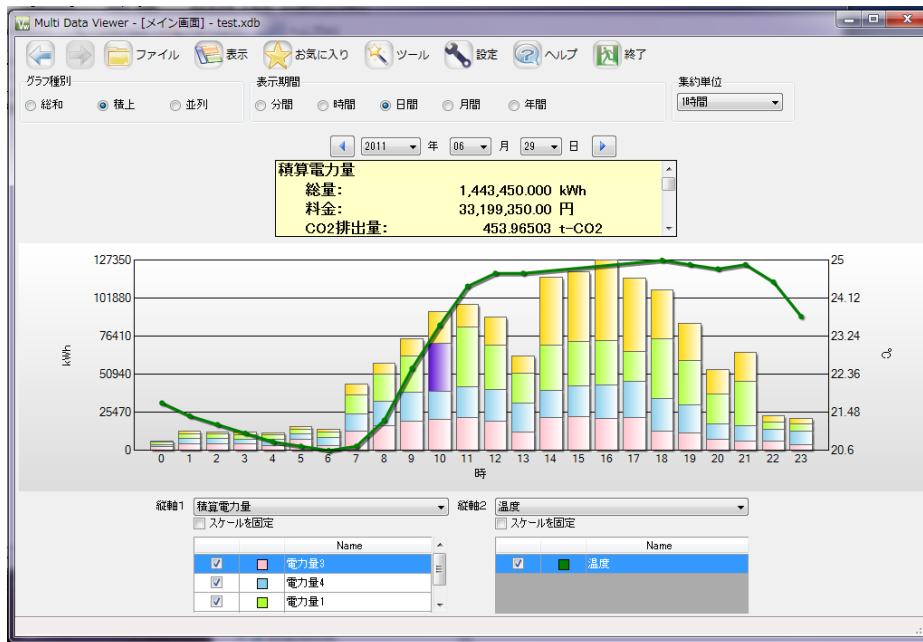 Multi Data Viewer - [メイン画面] - test.xdb
ファイル 表示 お気に入り ツール 設定 ヘルプ 終了
グラフ種別 表示期間 集約単位
総和 積上 並列 分間 時間 日間 月間 年間 1時間
2011 年 06 月 29 日
積算電力量
総量: 1,443,450.000 kWh
料金: 33,199,350.00 円
CO2排出量: 453.96503 t-CO2
127350 25
101880 24.12
76410 23.24
kWh ℃
50940 22.36
25470 21.48
0 20.6
0 1 2 3 4 5 6 7 8 9 10 11 12 13 14 15 16 17 18 19 20 21 22 23
時
縦軸1 積算電力量 縦軸2 温度
スケールを固定 スケールを固定
Name Name
電力量3 温度
電力量4
電力量1